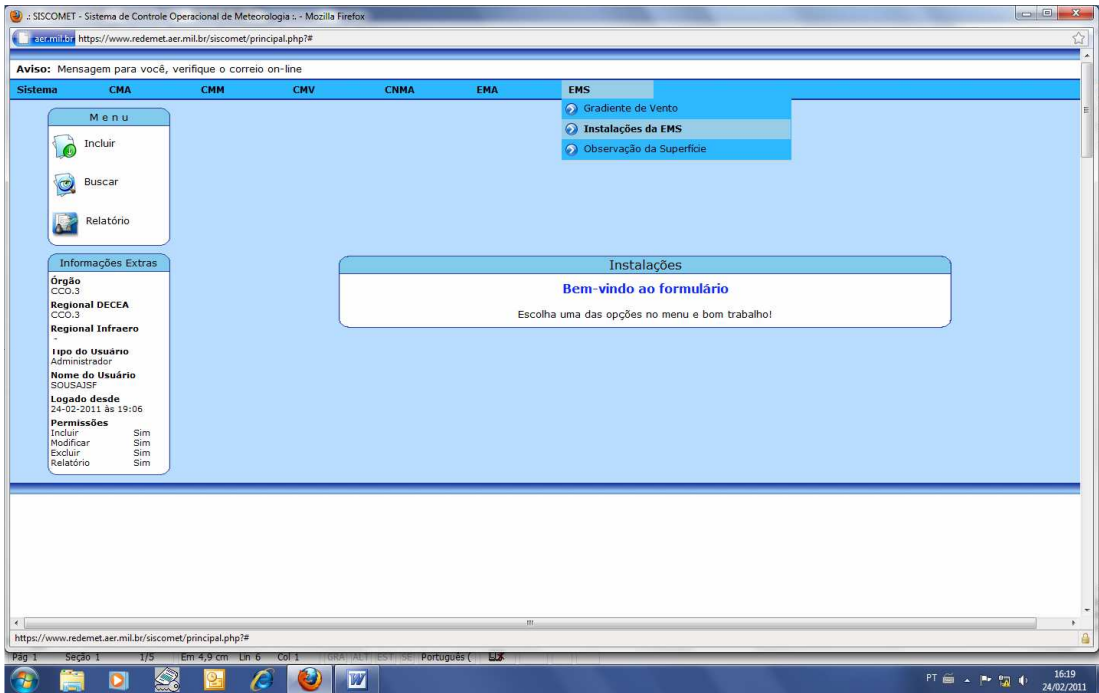 .: SISCOMET - Sistema de Controle Operacional de Meteorologia :. - Mozilla Firefox
aer.mil.br https://www.redemet.aer.mil.br/siscomet/principal.php?#
Aviso: Mensagem para você, verifique o correio on-line
Sistema CMA CMM CMV CNMA EMA EMS
Gradiente de Vento
Instalações da EMS
Observação da Superfície
Menu
Incluir
Buscar
Relatório
Informações Extras
Órgão
CCO.3
Regional DECEA
CCO.3
Regional Infraero
-
Tipo do Usuário
Administrador
Nome do Usuário
SOUSAJSF
Logado desde
24-02-2011 às 19:06
Permissões
Incluir Sim
Modificar Sim
Excluir Sim
Relatório Sim
Instalações
Bem-vindo ao formulário
Escolha uma das opções no menu e bom trabalho!
https://www.redemet.aer.mil.br/siscomet/principal.php?#
Pág 1 Seção 1 1/5 Em 4,9 cm Lin 6 Col 1 GRA ALT EST SE Português (
PT 16:19
24/02/2011